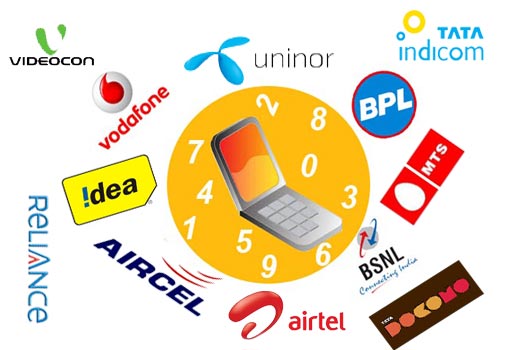 VIDEOCON
uninor
TATA
indicom
vodafone
BPL
2
8
7
0
MTS
!dea
4
3
RELIANCE
1
5
9
6
AIRCEL
BSNL
Connecting India
airtel
TATA
DOCOMO